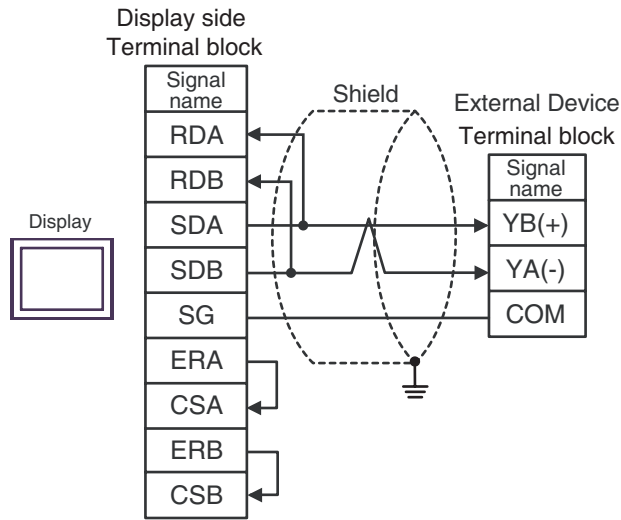 Display side
Terminal block
Signal
name
RDA
RDB
SDA
SDB
SG
ERA
CSA
ERB
CSB
Display
Shield
External Device
Terminal block
Signal
name
YB(+)
YA(-)
COM